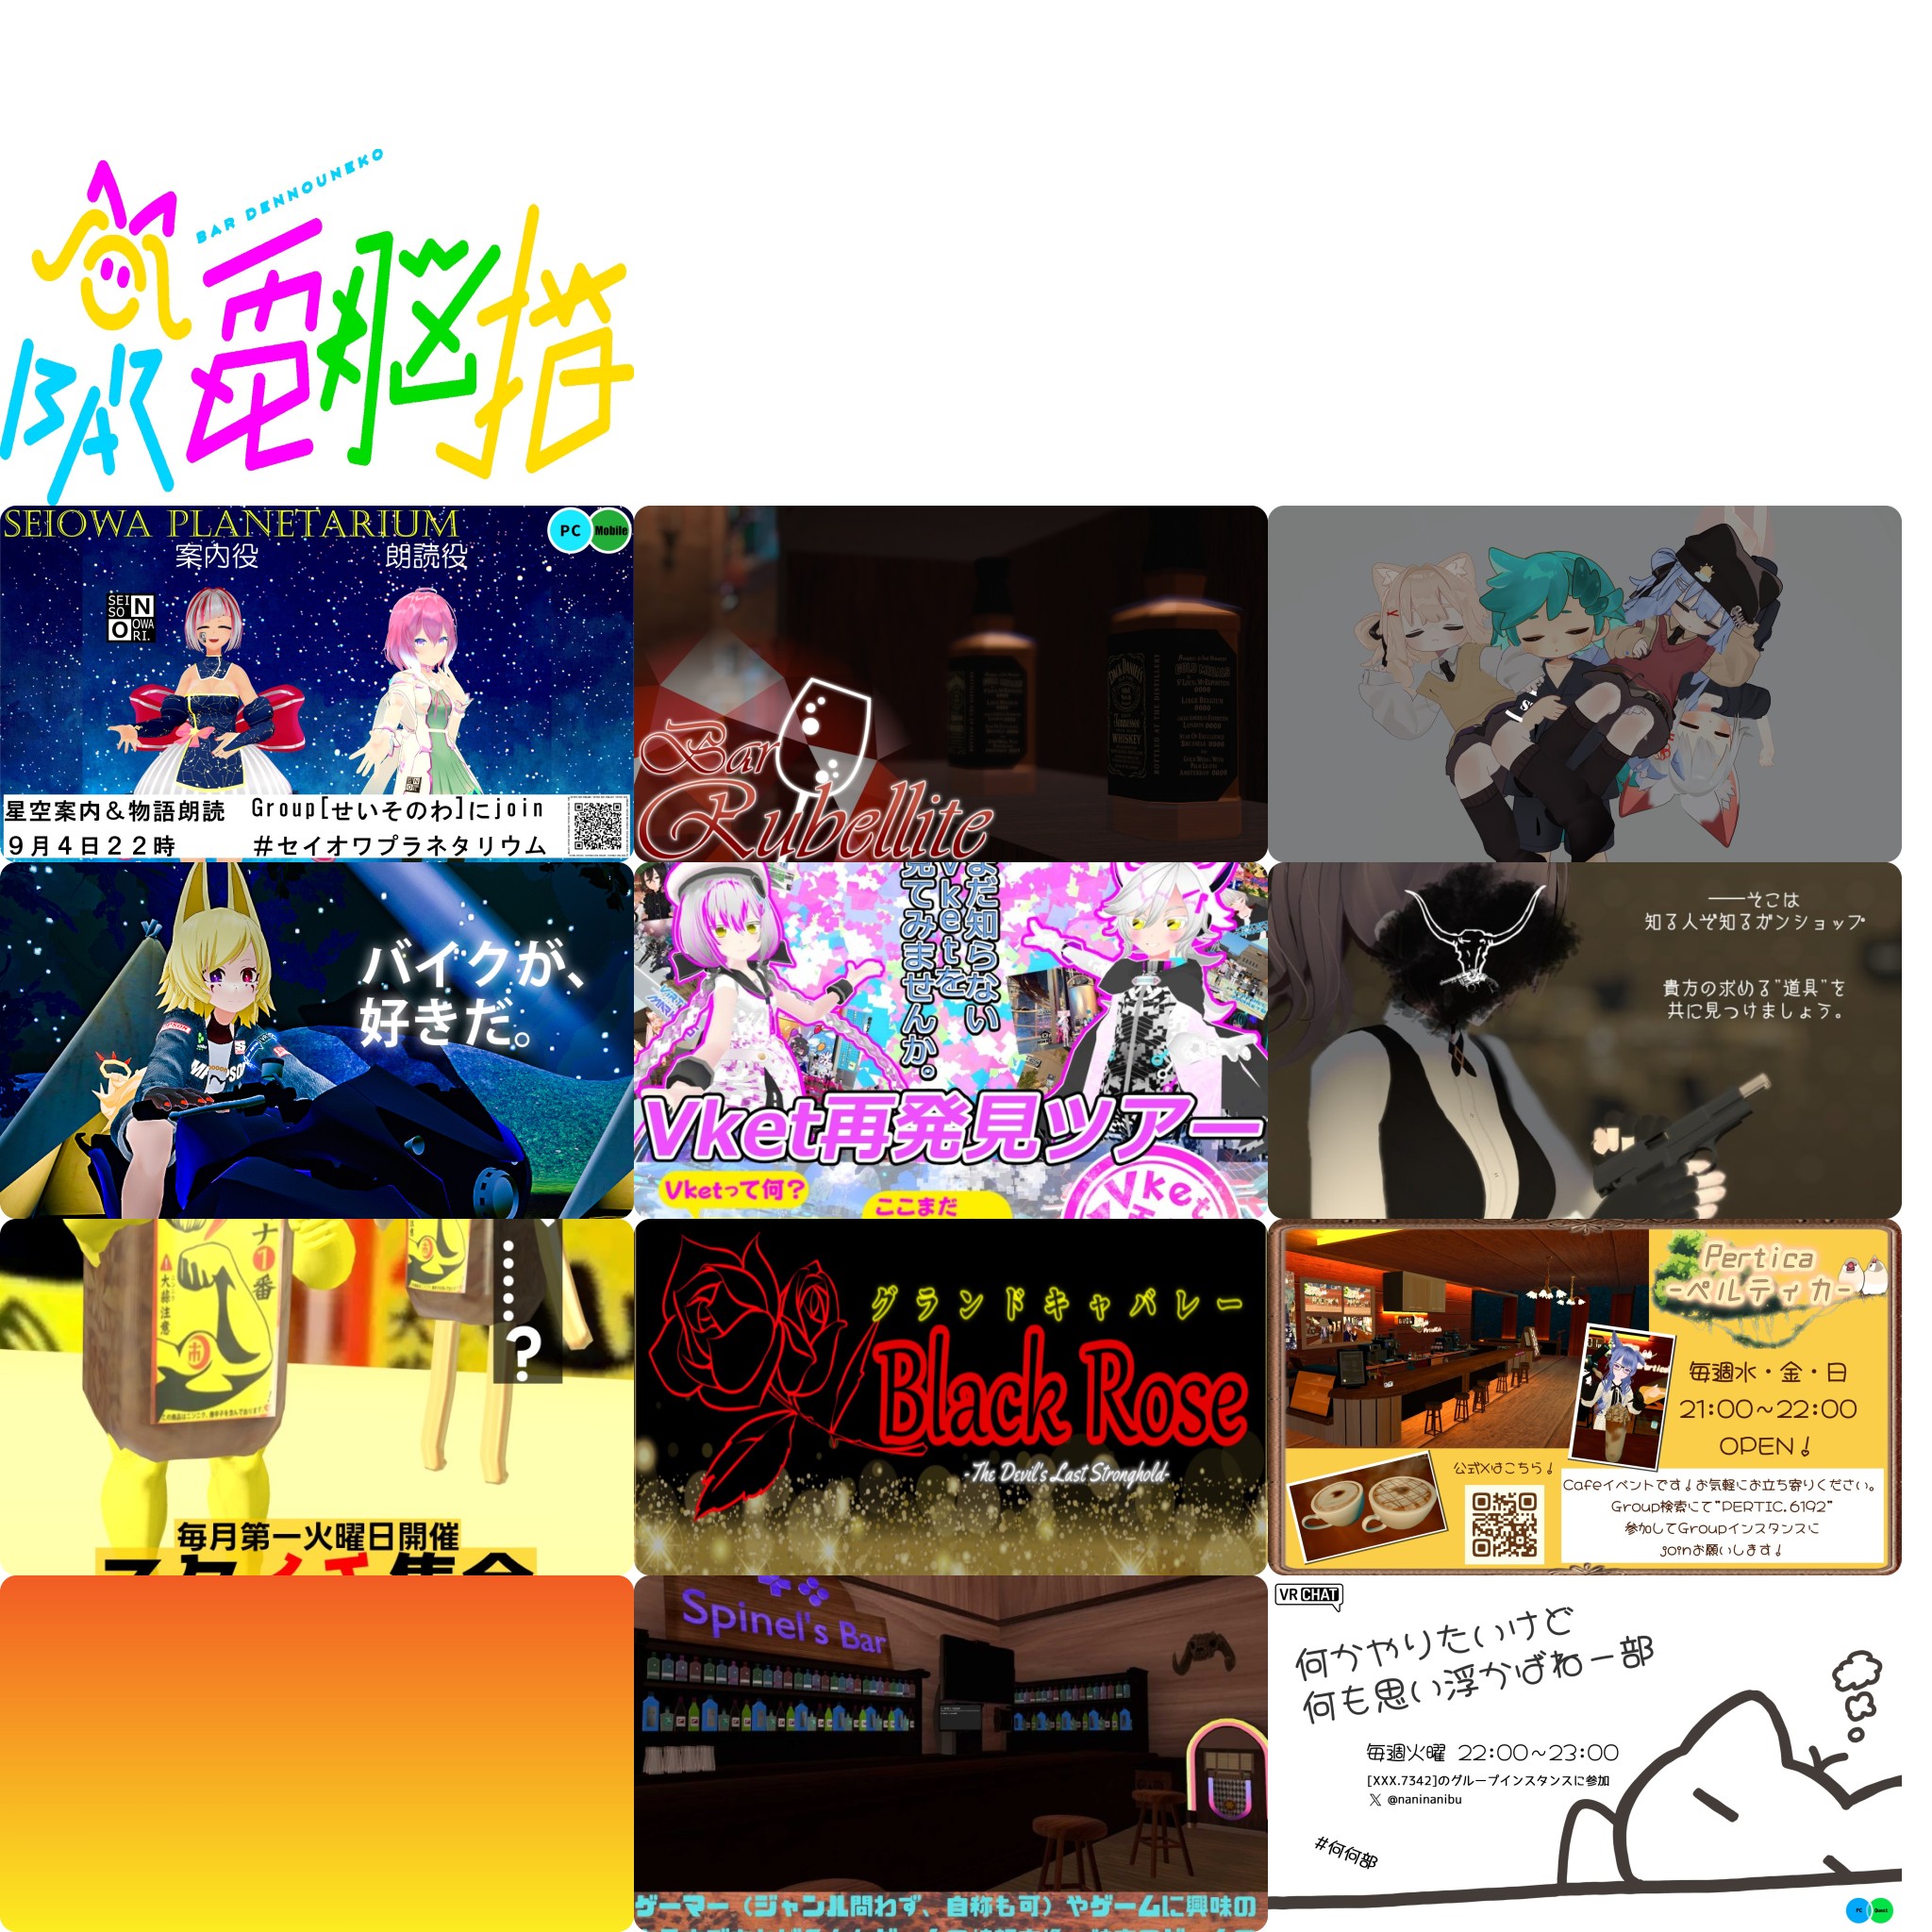 BAR DENNOUNEKO
BAR 電脳猫
SEIOWA PLANETARIUM
PC Mobile
案内役 朗読役
SEI
SO N
O OWA
RI.
星空案内&物語朗読 Group[せいそのわ]にjoin
9月4日22時 #セイオワプラネタリウム
Bar
Rubellite
JACK DANIEL'S
Tennessee
WHISKEY
バイクが、
好きだ。
まだ知らない
Vketを
見てみませんか。
Vket再発見ツアー
Vketって何?
ここまだ
Vket
――そこは
知る人ぞ知るガンショップ
貴方の求める"道具"を
共に見つけましょう。
ナ1番
大蒜注意
……?
毎月第一火曜日開催
スタイチ集会
グランドキャバレー
Black Rose
-The Devil's Last Stronghold-
Pertica
-ペルティカ-
毎週水・金・日
21:00~22:00
OPEN!
公式Xはこちら!
Cafeイベントです!お気軽にお立ち寄りください。
Group検索にて"PERTIC.6192"
参加してGroupインスタンスに
joinお願いします!
Spinel's Bar
ゲーマー(ジャンル問わず、自称も可)やゲームに興味の
VRCHAT
何かやりたいけど
何も思い浮かばねー部
毎週火曜 22:00~23:00
[XXX.7342]のグループインスタンスに参加
X @naninanibu
#何何部
PC Quest